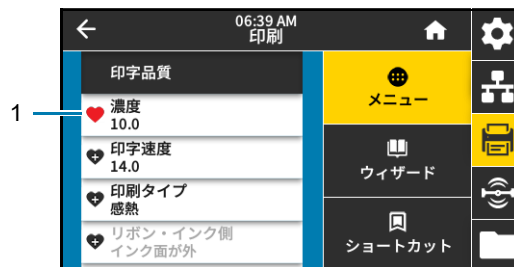 06:39 AM
印刷
印字品質
1
濃度
10.0
印字速度
14.0
印刷タイプ
感熱
リボン・インク側
インク面が外
メニュー
ウィザード
ショートカット